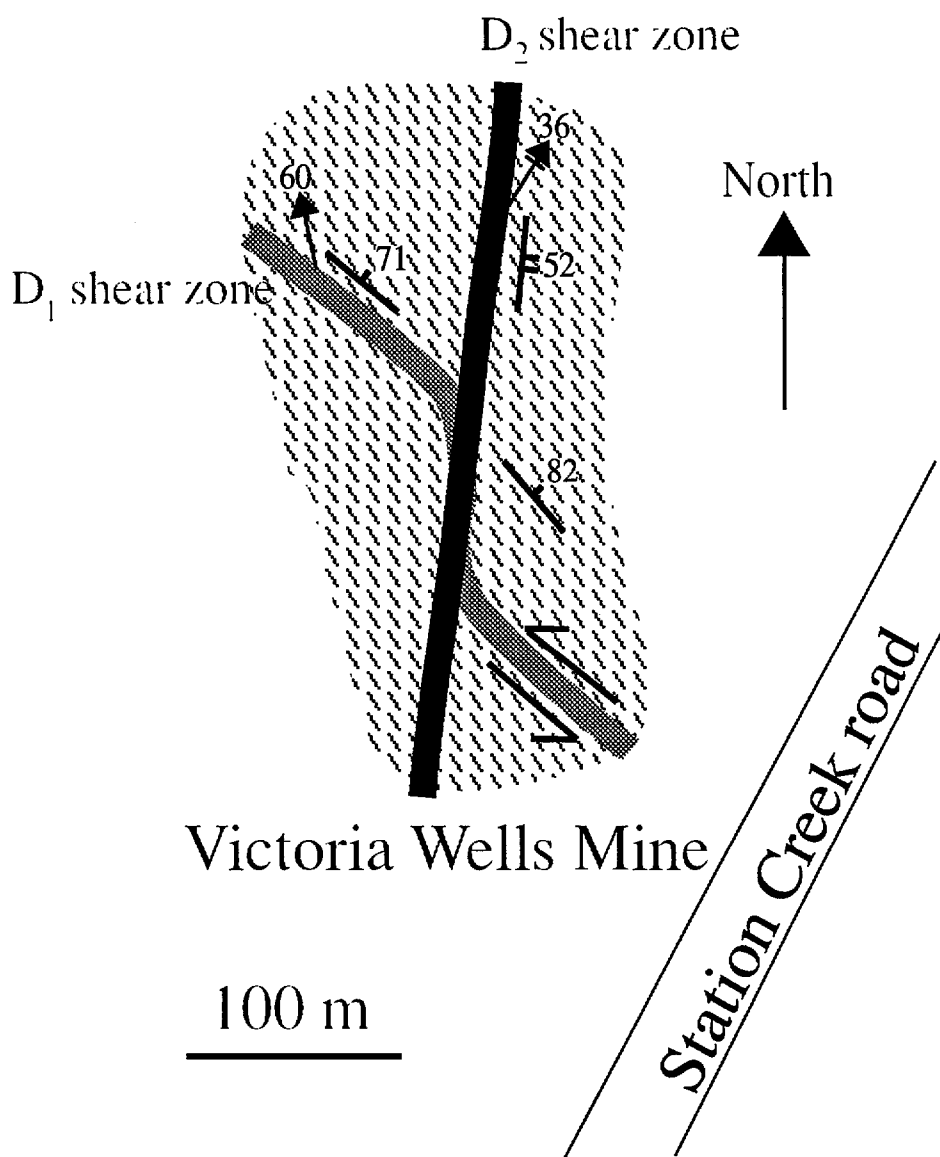 D₂ shear zone
36
60
North
71
52
D₁ shear zone
82
Victoria Wells Mine
Station Creek road
100 m